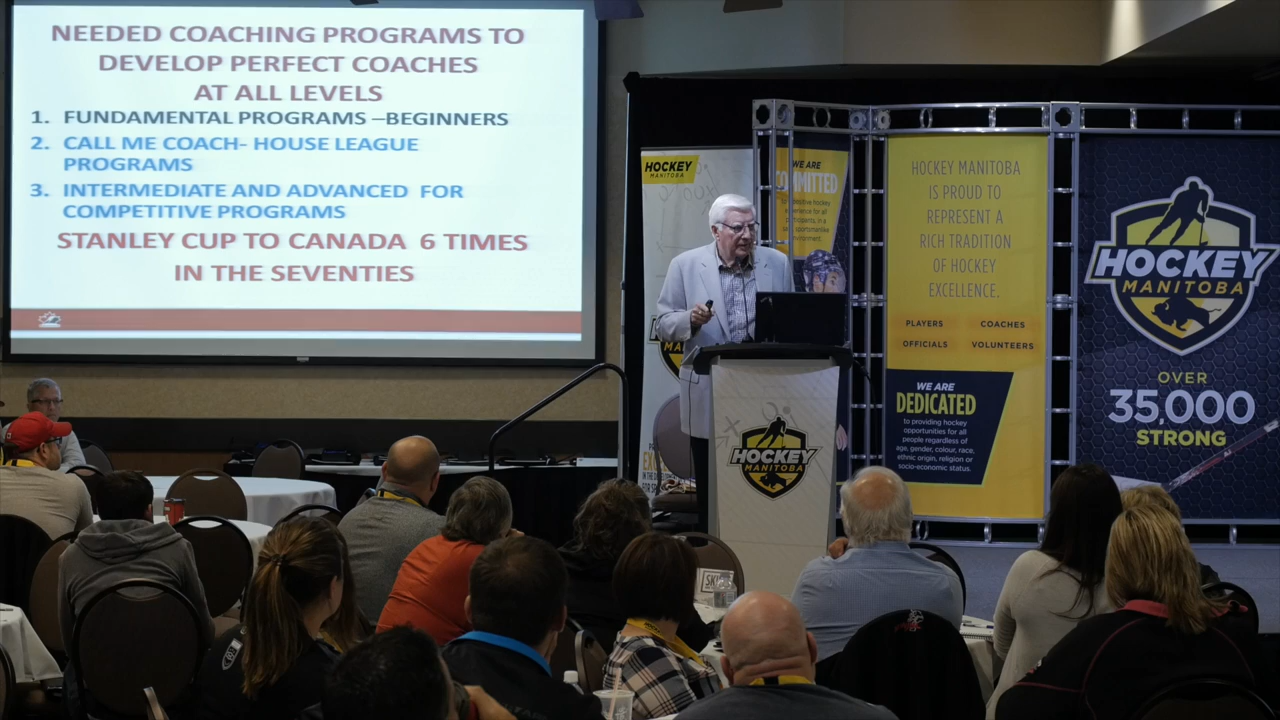 NEEDED COACHING PROGRAMS TO
DEVELOP PERFECT COACHES
AT ALL LEVELS
1. FUNDAMENTAL PROGRAMS –BEGINNERS
2. CALL ME COACH- HOUSE LEAGUE
PROGRAMS
3. INTERMEDIATE AND ADVANCED FOR
COMPETITIVE PROGRAMS
STANLEY CUP TO CANADA 6 TIMES
IN THE SEVENTIES
HOCKEY
MANITOBA
WE ARE
HOCKEY MANITOBA
IS PROUD TO
REPRESENT A
RICH TRADITION
OF HOCKEY
EXCELLENCE.
PLAYERS COACHES
OFFICIALS VOLUNTEERS
WE ARE
DEDICATED
to providing hockey
opportunities for all
people regardless of
age, gender, colour, race,
ethnic origin, religion or
socio-economic status.
HOCKEY
MANITOBA
OVER
35,000
STRONG
HOCKEY
MANITOBA